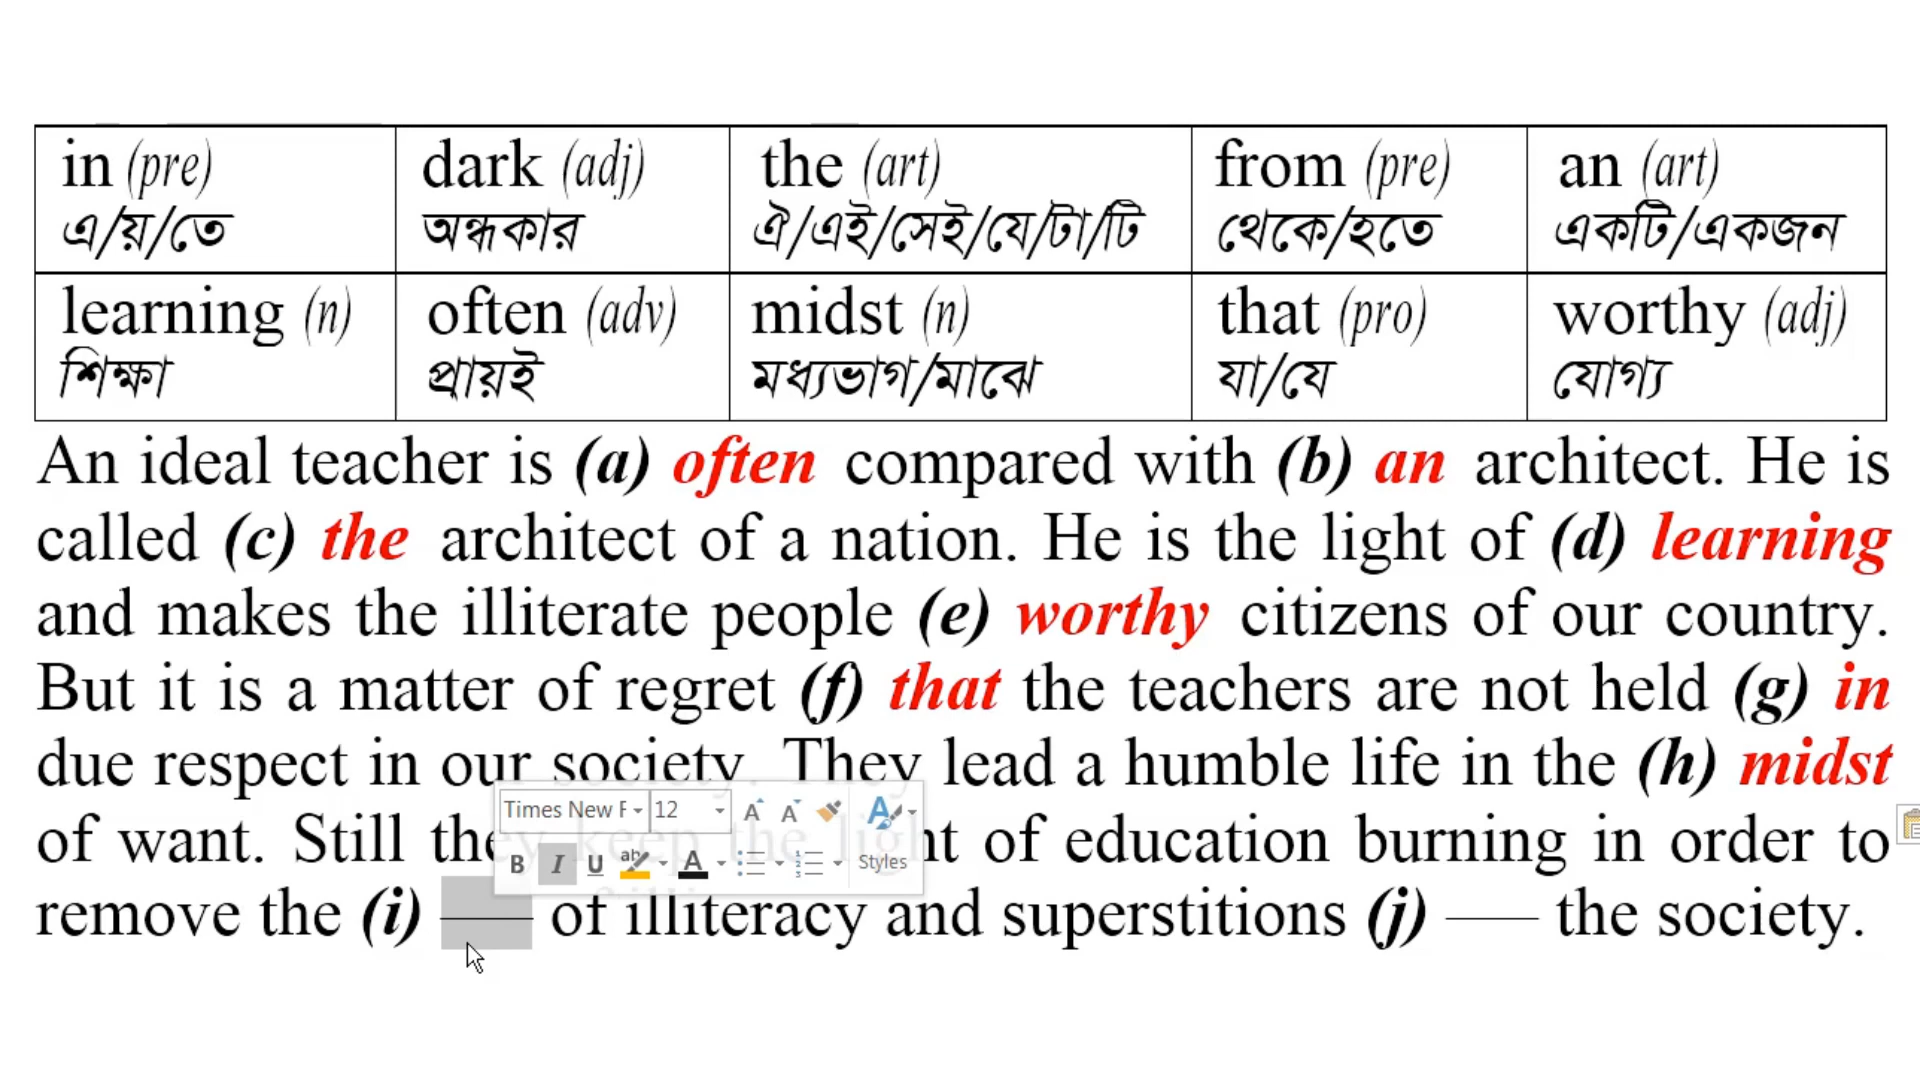 in (pre) dark (adj) the (art) from (pre) an (art)
এ/য়/তে অন্ধকার ঐ/এই/সেই/যে/টা/টি থেকে/হতে একটি/একজন
learning (n) often (adv) midst (n) that (pro) worthy (adj)
শিক্ষা প্রায়ই মধ্যভাগ/মাঝে যা/যে যোগ্য
An ideal teacher is (a) often compared with (b) an architect. He is
called (c) the architect of a nation. He is the light of (d) learning
and makes the illiterate people (e) worthy citizens of our country.
But it is a matter of regret (f) that the teachers are not held (g) in
due respect in our society. They lead a humble life in the (h) midst
Times New F 12
of want. Still they keep the light of education burning in order to
B I U ab A Styles
remove the (i) —— of illiteracy and superstitions (j) —— the society.